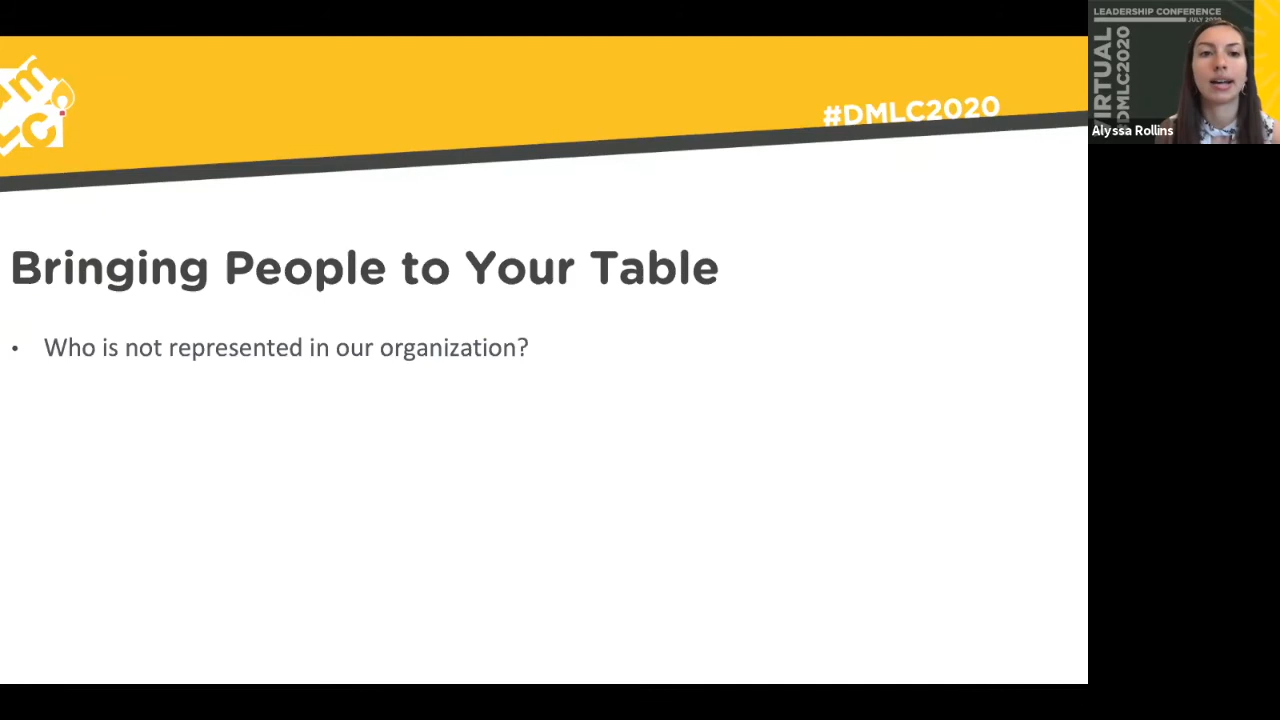 LEADERSHIP CONFERENCE
JULY 2020
VIRTUAL
#DMLC2020
Alyssa Rollins
#DMLC2020
Bringing People to Your Table
• Who is not represented in our organization?